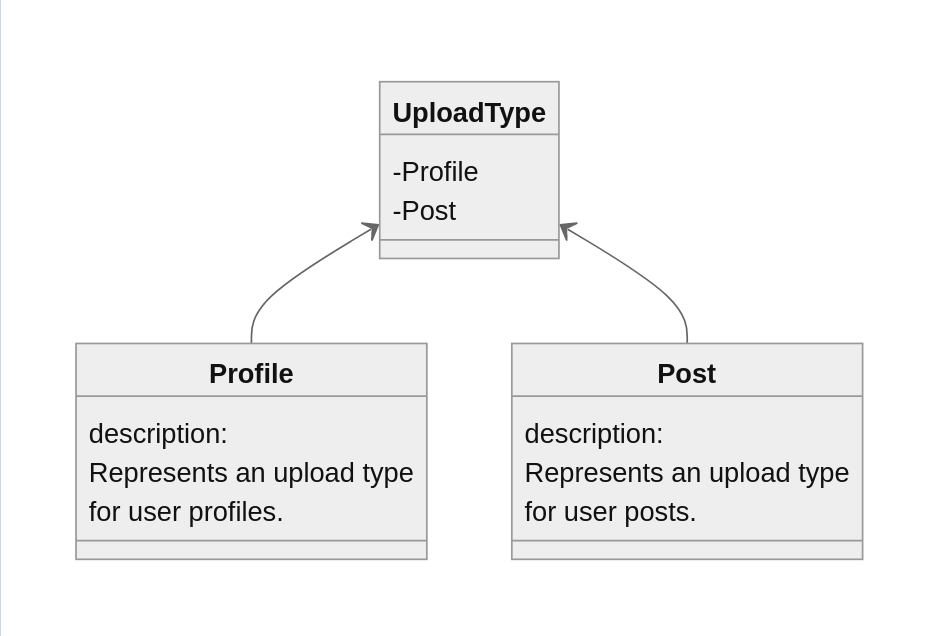 UploadType
-Profile
-Post
Profile
description:
Represents an upload type
for user profiles.
Post
description:
Represents an upload type
for user posts.